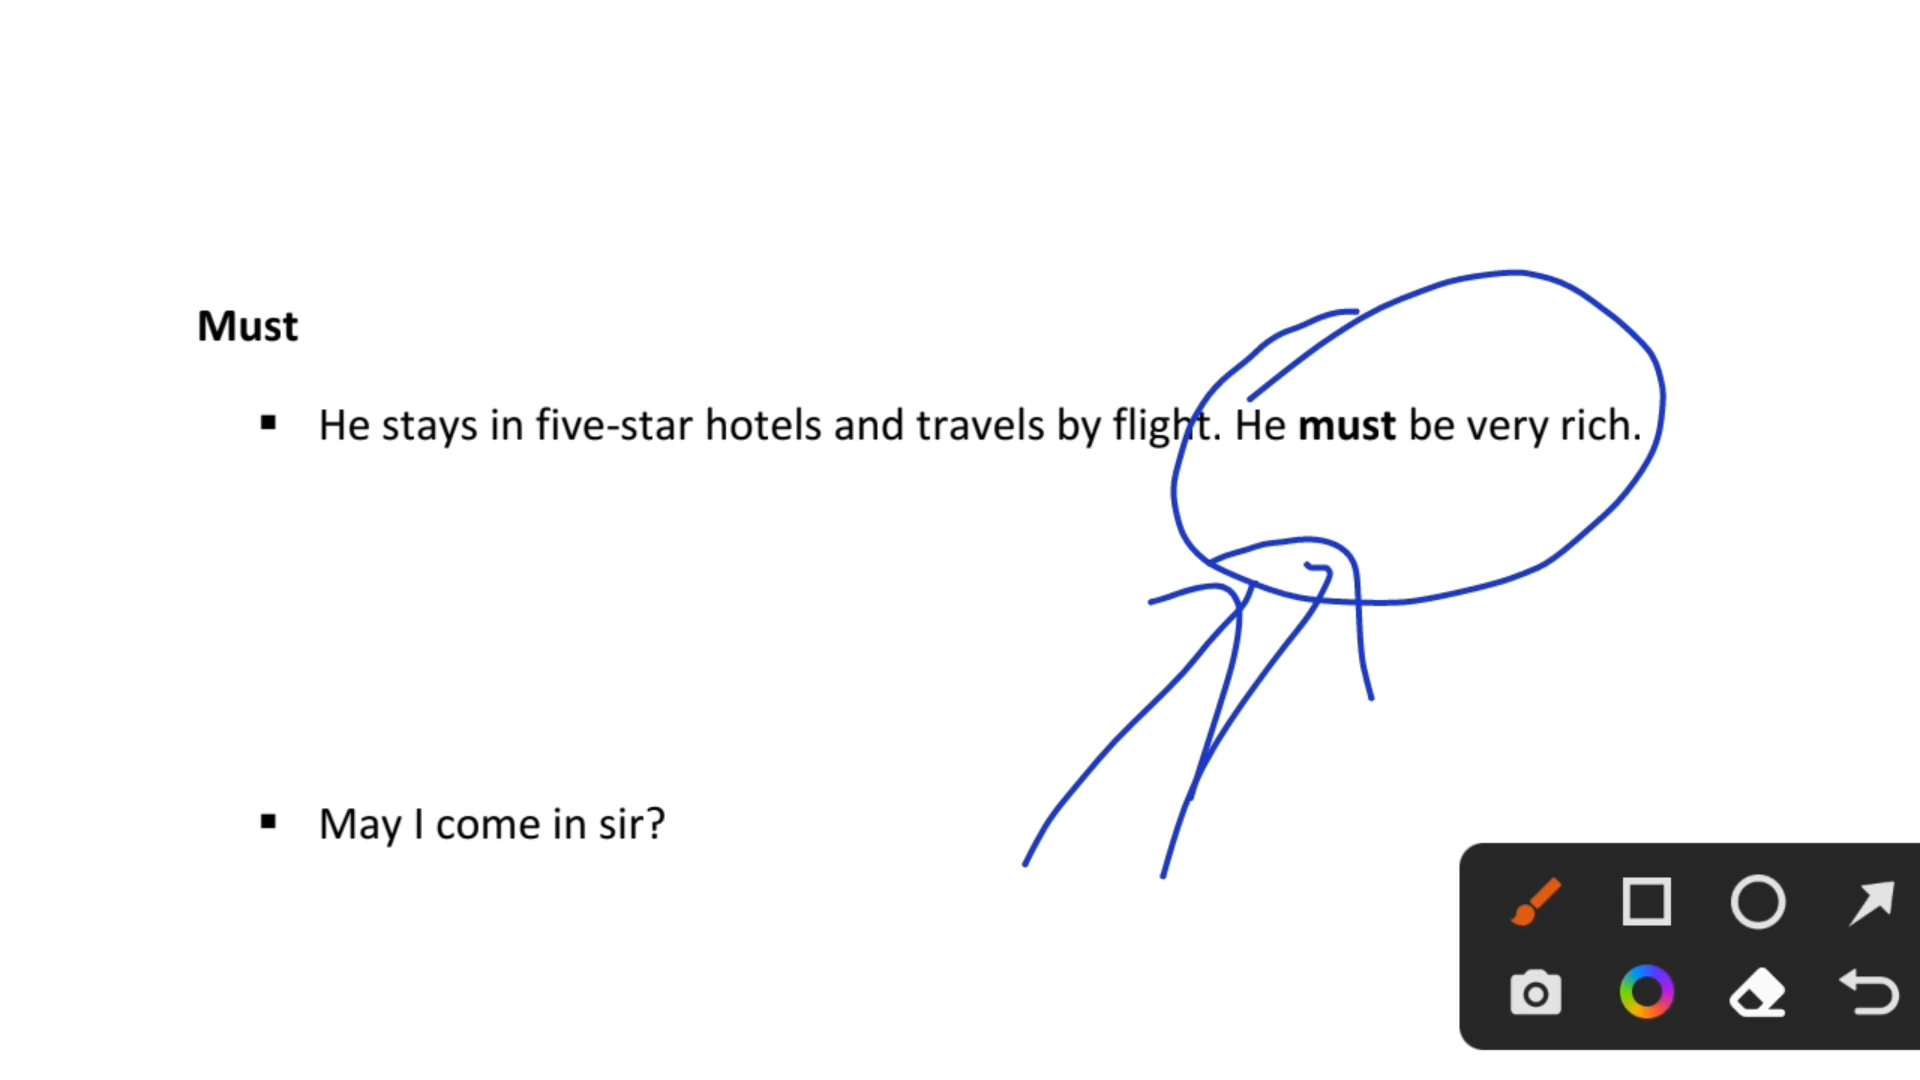 Must
▪ He stays in five-star hotels and travels by flight. He must be very rich.
▪ May I come in sir?